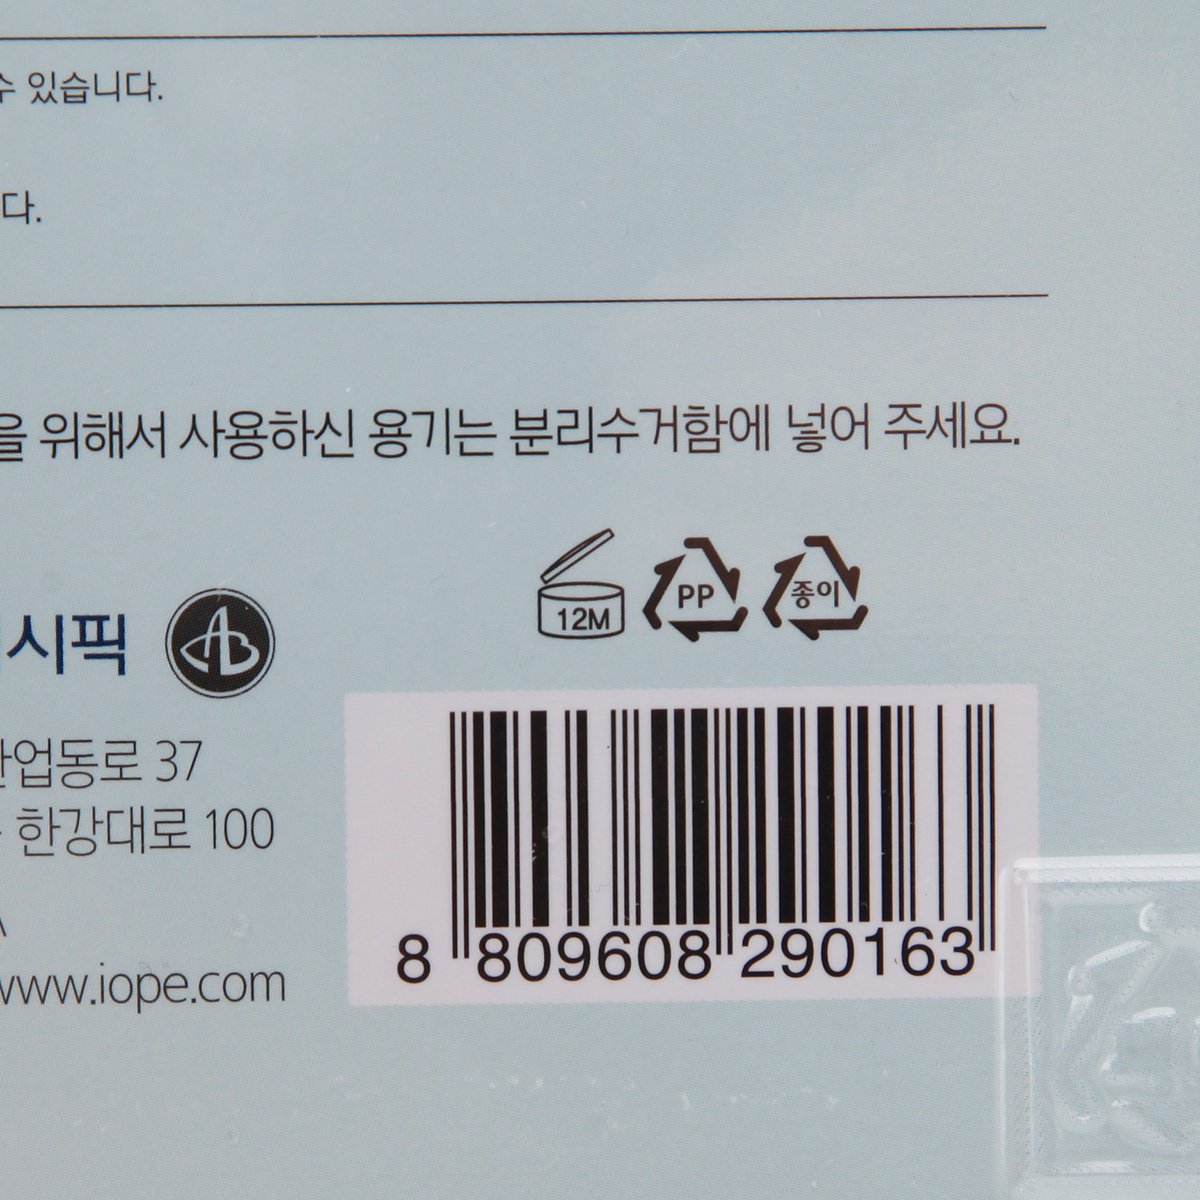 수 있습니다.
다.
을 위해서 사용하신 용기는 분리수거함에 넣어 주세요.
12M PP 종이
시픽
업동로 37
한강대로 100
www.iope.com
8 809608 290163